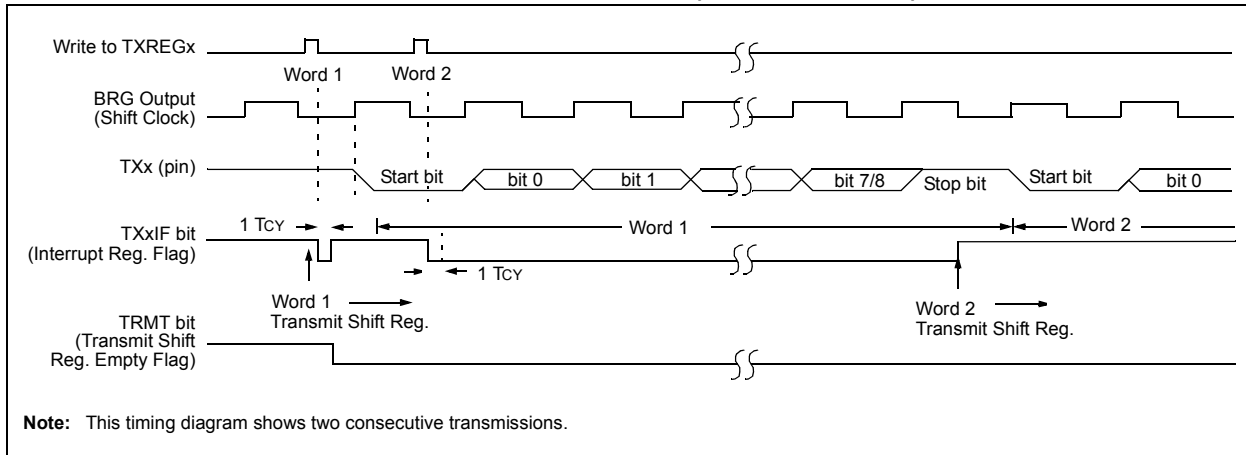 Write to TXREGx
Word 1
Word 2
BRG Output
(Shift Clock)
TXx (pin)
Start bit
bit 0
bit 1
bit 7/8
Stop bit
Start bit
bit 0
1 TCY
TXxIF bit
(Interrupt Reg. Flag)
Word 1
Word 2
1 TCY
Word 1
Transmit Shift Reg.
Word 2
Transmit Shift Reg.
TRMT bit
(Transmit Shift
Reg. Empty Flag)
Note: This timing diagram shows two consecutive transmissions.